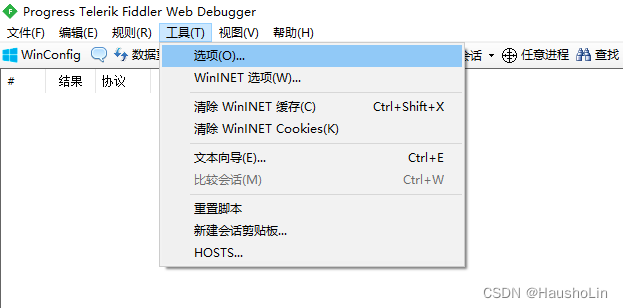 Progress Telerik Fiddler Web Debugger
文件(F) 编辑(E) 规则(R) 工具(T) 视图(V) 帮助(H)
WinConfig 数据 会话 任意进程 查找
# 结果 协议
选项(O)...
WinINET 选项(W)...
清除 WinINET 缓存(C) Ctrl+Shift+X
清除 WinINET Cookies(K)
文本向导(E)... Ctrl+E
比较会话(M) Ctrl+W
重置脚本
新建会话剪贴板...
HOSTS...
CSDN @HaushoLin